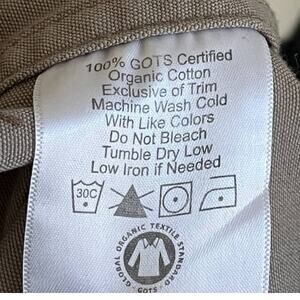 100% GOTS Certified
Organic Cotton
Exclusive of Trim
Machine Wash Cold
With Like Colors
Do Not Bleach
Tumble Dry Low
Low Iron if Needed
30C
GLOBAL ORGANIC TEXTILE STANDARD
· GOTS ·